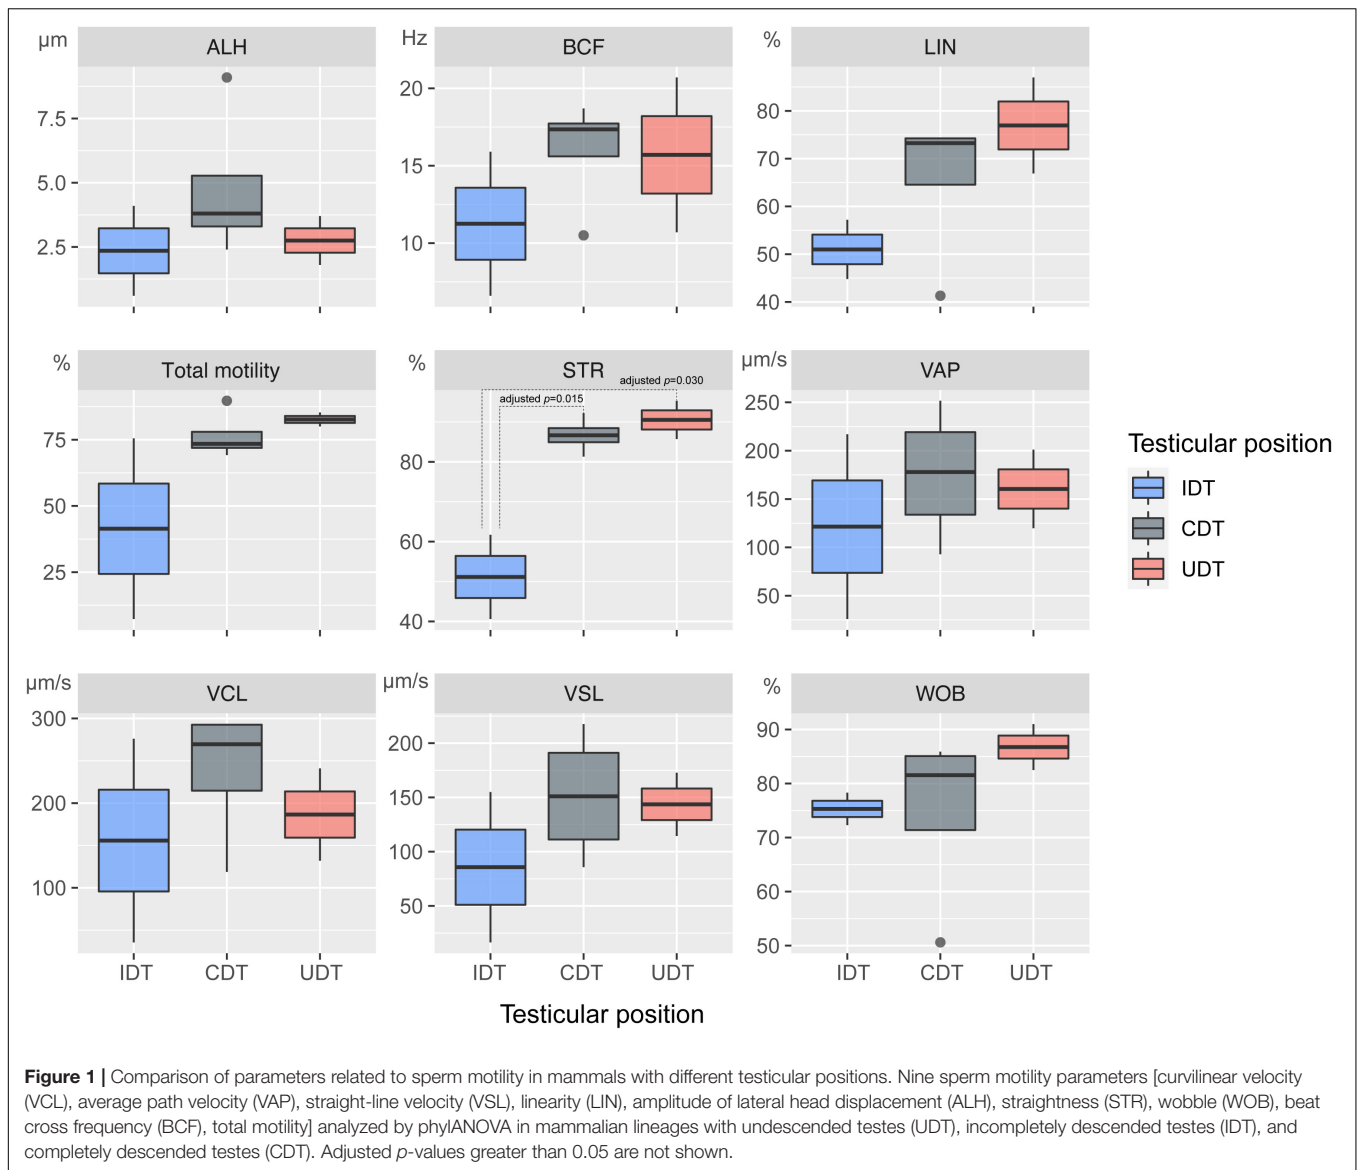 µm
ALH
7.5
5.0
2.5
Hz
BCF
20
15
10
%
LIN
80
70
60
50
40
%
Total motility
75
50
25
%
STR
adjusted p=0.030
adjusted p=0.015
80
60
40
µm/s
VAP
250
200
150
100
50
Testicular position
IDT
CDT
UDT
µm/s
VCL
300
200
100
IDT CDT UDT
µm/s
VSL
200
150
100
50
IDT CDT UDT
%
WOB
90
80
70
60
50
IDT CDT UDT
Testicular position
Figure 1 | Comparison of parameters related to sperm motility in mammals with different testicular positions. Nine sperm motility parameters [curvilinear velocity
(VCL), average path velocity (VAP), straight-line velocity (VSL), linearity (LIN), amplitude of lateral head displacement (ALH), straightness (STR), wobble (WOB), beat
cross frequency (BCF), total motility] analyzed by phylANOVA in mammalian lineages with undescended testes (UDT), incompletely descended testes (IDT), and
completely descended testes (CDT). Adjusted p-values greater than 0.05 are not shown.